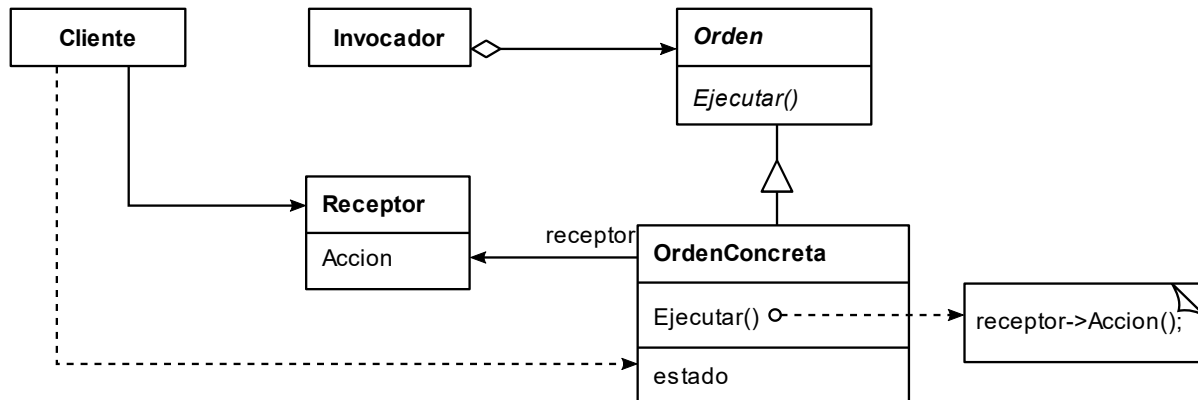 Cliente
Invocador
Orden
Ejecutar()
Receptor
Accion
receptor
OrdenConcreta
Ejecutar()
receptor->Accion();
estado